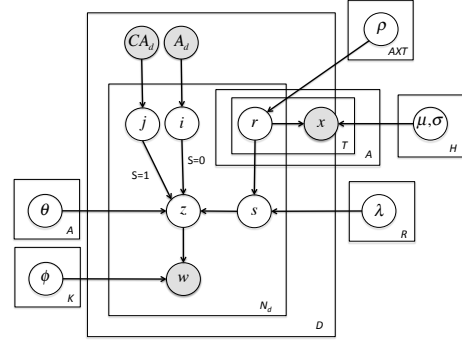 CA_d A_d ρ
AXT
j i r x μ,σ
T
A H
S=1 S=0
θ z s λ
A R
ϕ w
K N_d
D